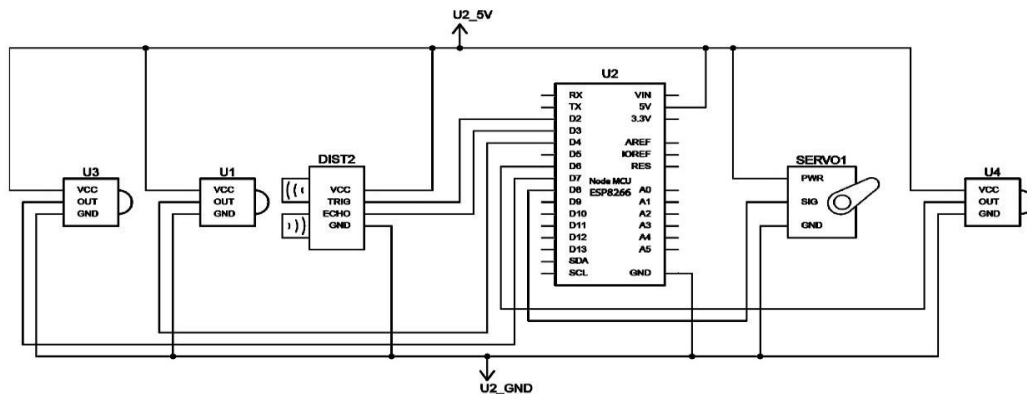 U2_5V
U2
RX
TX
D2
D3
D4
D5
D6
D7
D8
D9
D10
D11
D12
D13
SDA
SCL
VIN
5V
3.3V
AREF
IOREF
RES
A0
A1
A2
A3
A4
A5
GND
Node MCU
ESP8266
U3
VCC
OUT
GND
U1
VCC
OUT
GND
DIST2
VCC
TRIG
ECHO
GND
SERVO1
PWR
SIG
GND
U4
VCC
OUT
GND
U2_GND